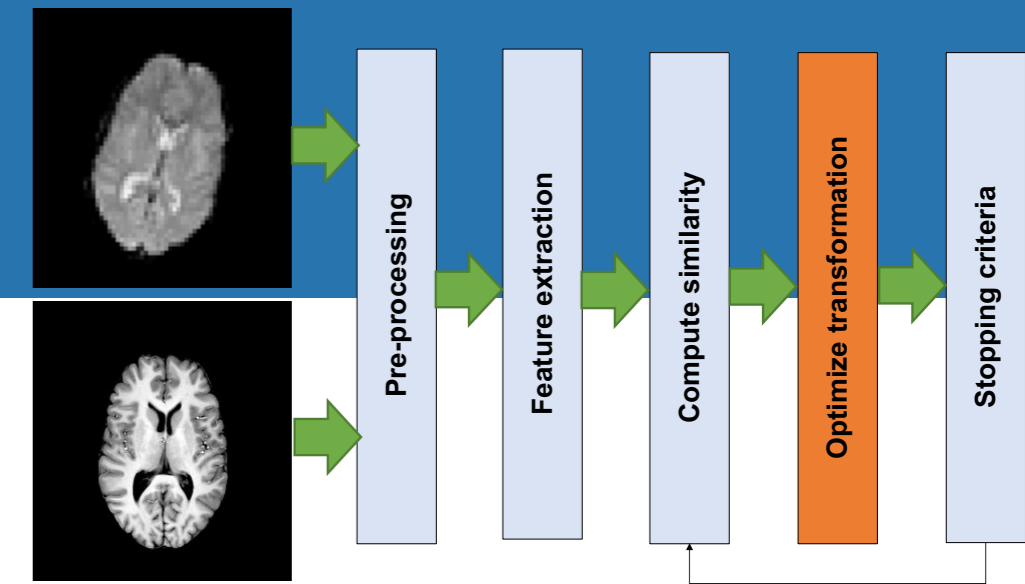 Pre-processing
Feature extraction
Compute similarity
Optimize transformation
Stopping criteria